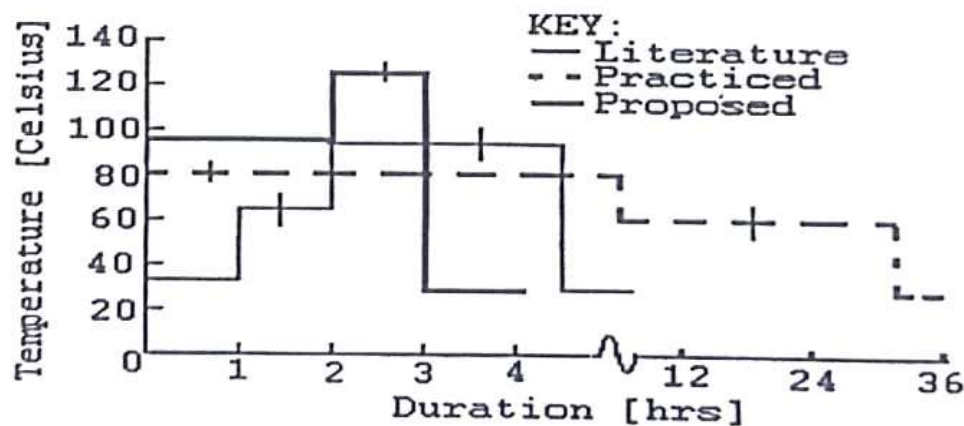 KEY:
Literature
Practiced
Proposed
Temperature [Celsius]
140
120
100
80
60
40
20
0
1 2 3 4 12 24 36
Duration [hrs]